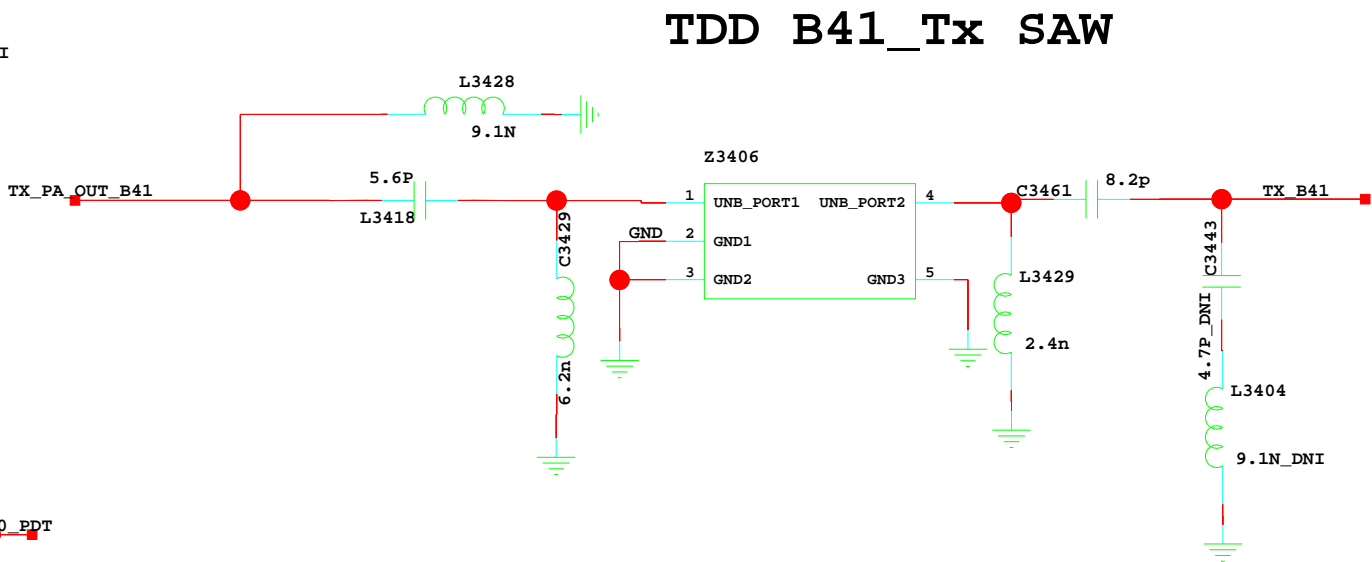 TDD B41_Tx SAW
I
L3428
9.1N
Z3406
TX_PA_OUT_B41
5.6P
L3418
C3429
6.2n
GND
1
2
3
UNB_PORT1
UNB_PORT2
GND1
GND2
GND3
4
5
C3461
8.2p
TX_B41
L3429
2.4n
C3443
4.7P_DNI
L3404
9.1N_DNI
0_PDT